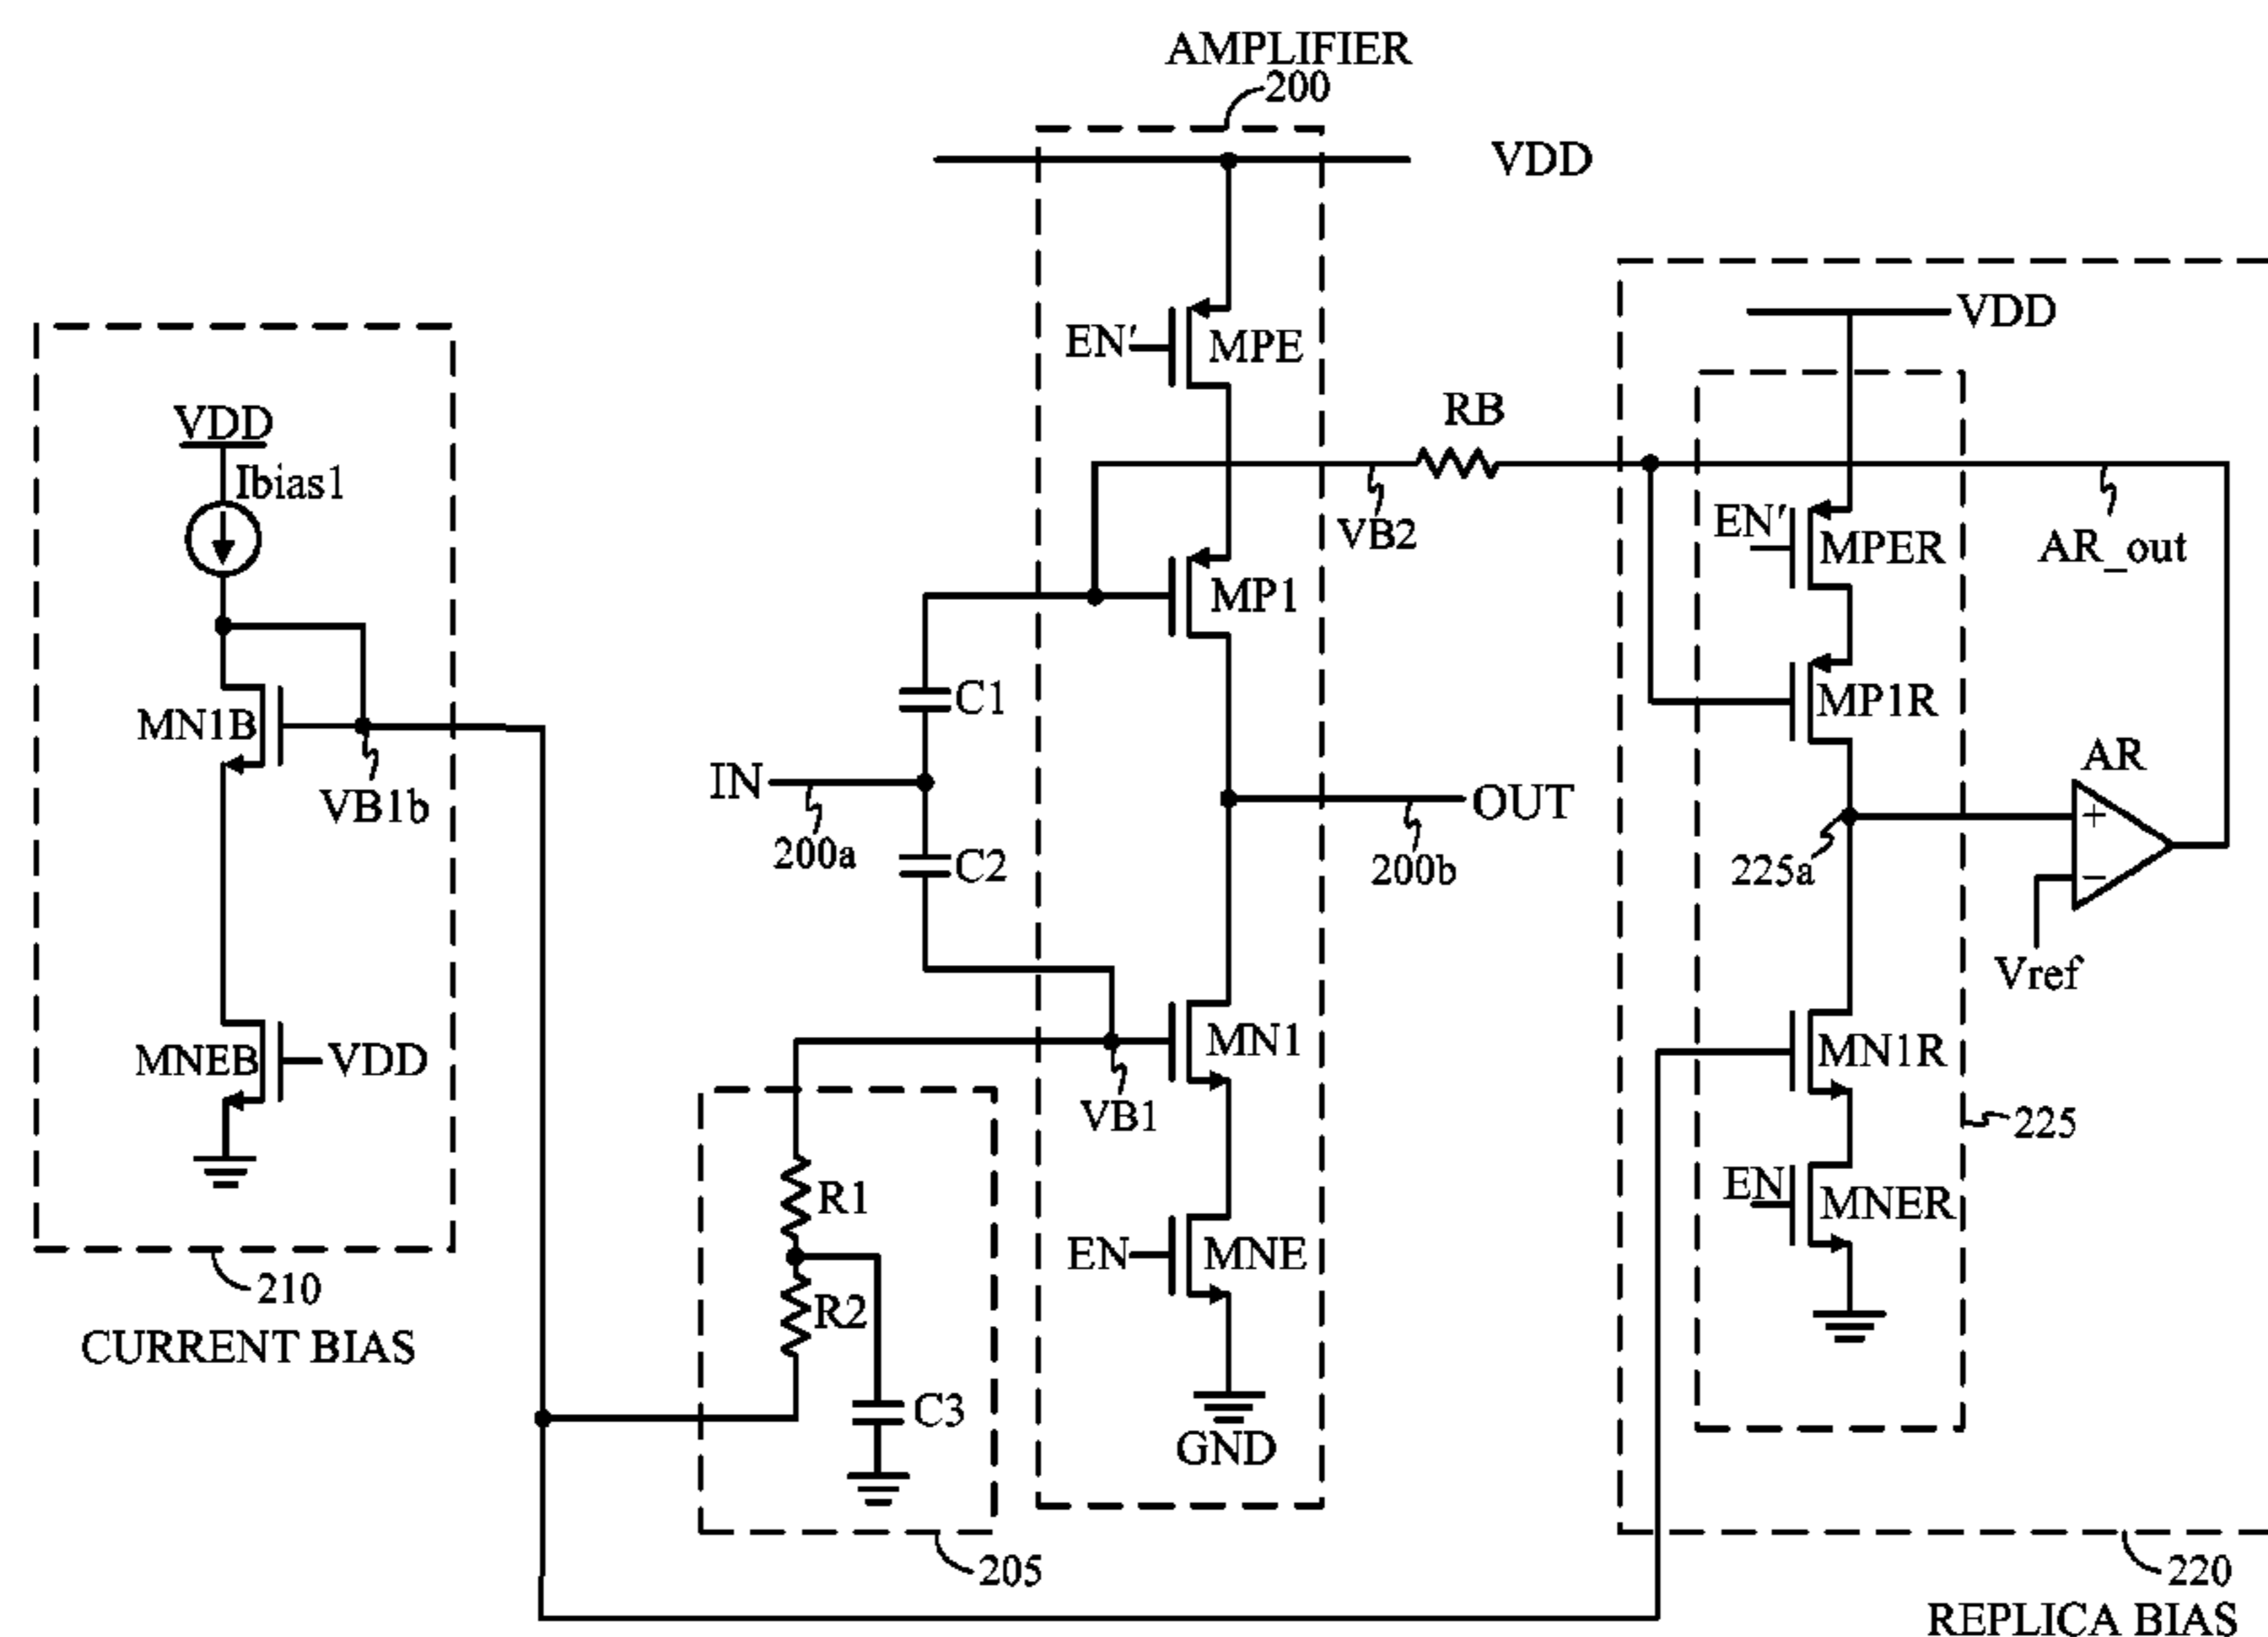 AMPLIFIER
200
VDD
VDD
EN'
MPE
RB
VDD
Ibias1
VB2
EN'
MPER
AR_out
MP1
MN1B
C1
MP1R
AR
IN
VB1b
OUT
+
200a
C2
200b
225a
−
Vref
MN1
MN1R
MNEB
VDD
VB1
225
R1
EN
MNER
EN
MNE
210
R2
CURRENT BIAS
C3
GND
205
220
REPLICA BIAS